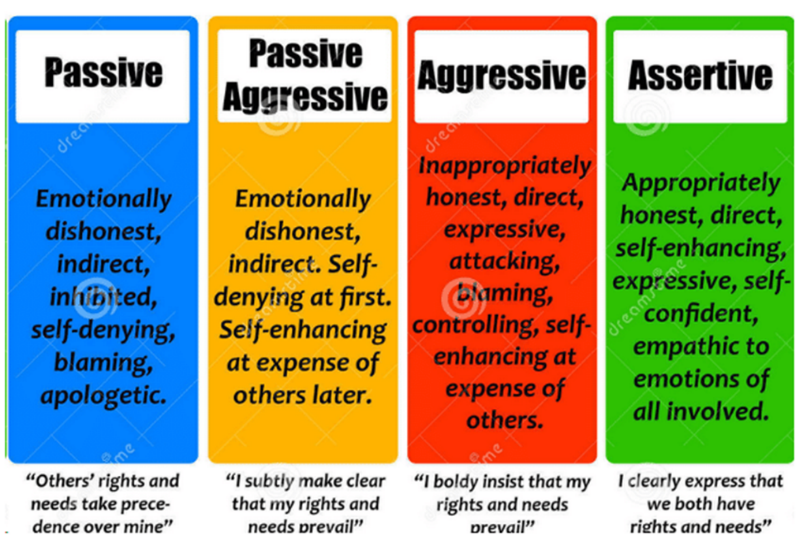 Passive
Emotionally
dishonest,
indirect,
inhibited,
self-denying,
blaming,
apologetic.
“Others’ rights and
needs take prece-
dence over mine”
Passive
Aggressive
Emotionally
dishonest,
indirect. Self-
denying at first.
Self-enhancing
at expense of
others later.
“I subtly make clear
that my rights and
needs prevail”
Aggressive
Inappropriately
honest, direct,
expressive,
attacking,
blaming,
controlling, self-
enhancing at
expense of
others.
“I boldy insist that my
rights and needs
prevail”
Assertive
Appropriately
honest, direct,
self-enhancing,
expressive, self-
confident,
empathic to
emotions of
all involved.
I clearly express that
we both have
rights and needs”
dreamstime